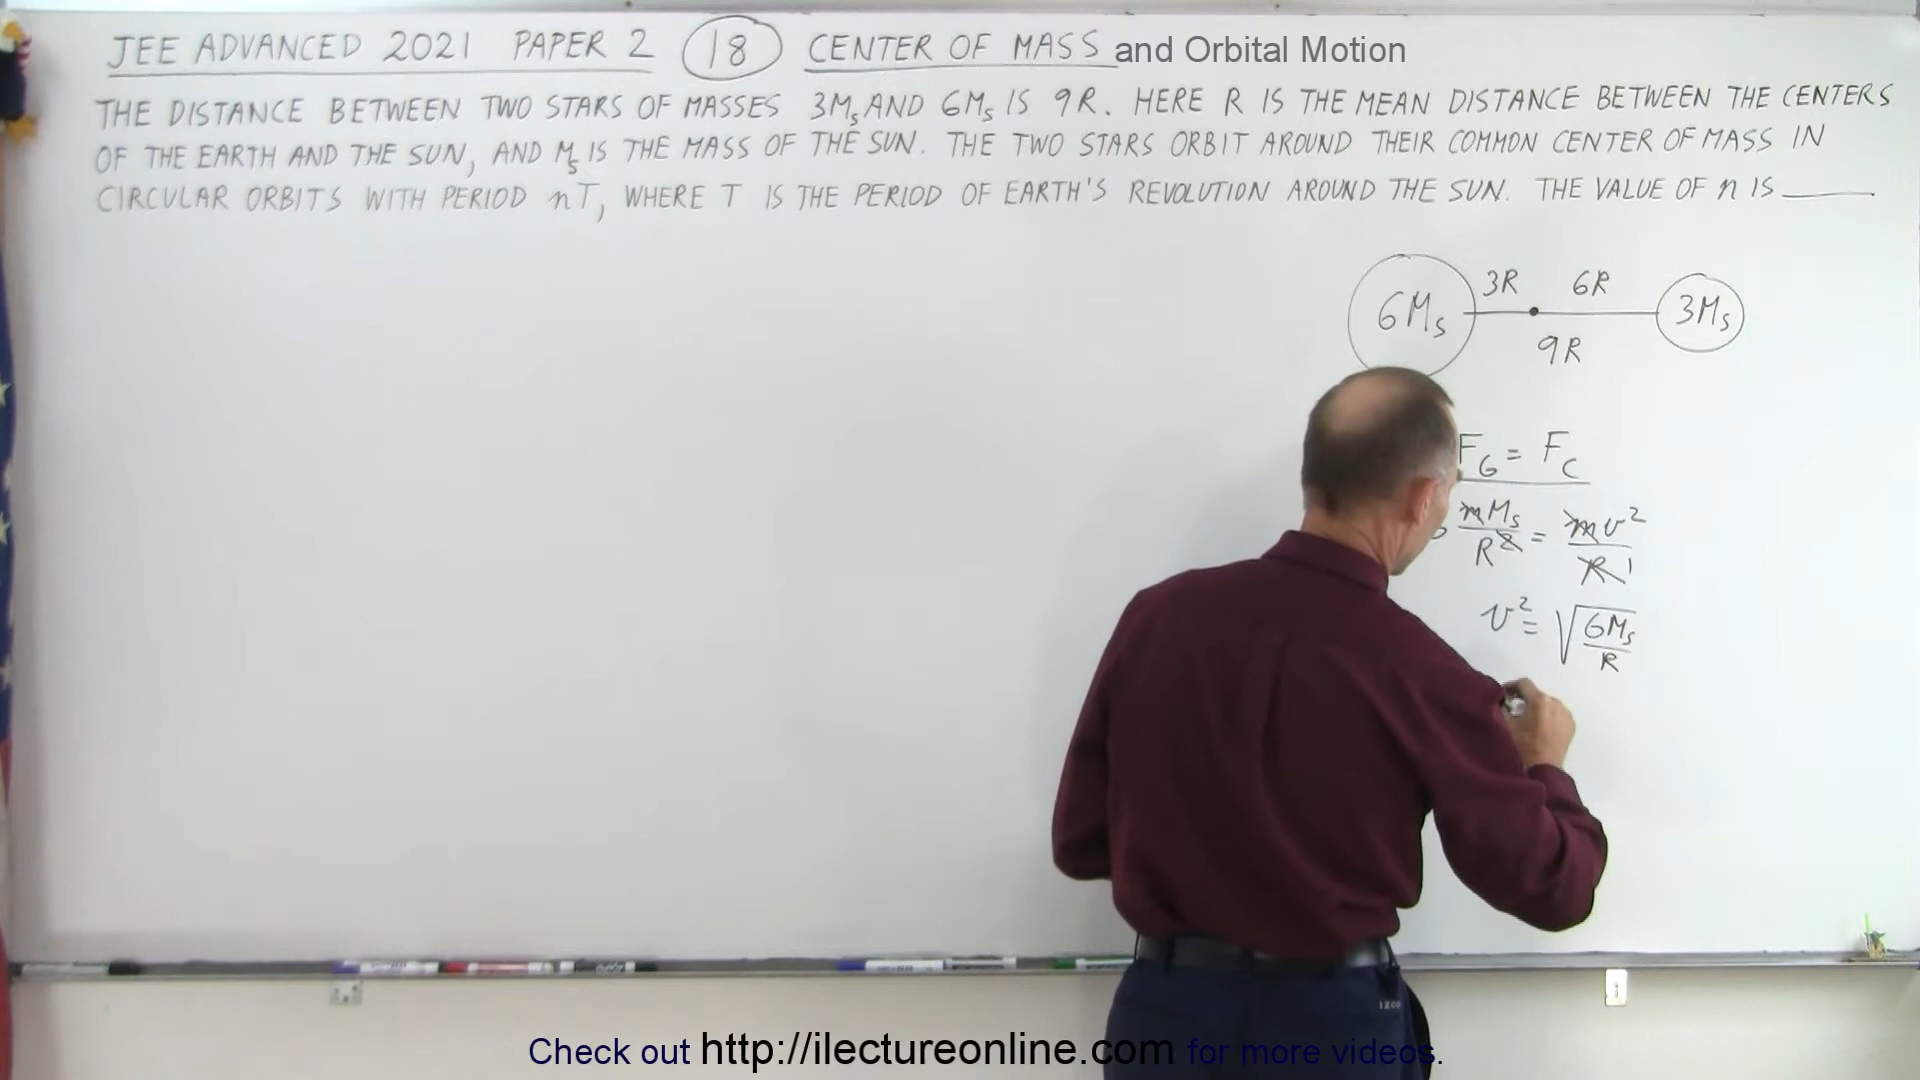 JEE ADVANCED 2021 PAPER 2 18 CENTER OF MASS and Orbital Motion
THE DISTANCE BETWEEN TWO STARS OF MASSES 3Ms AND 6Ms IS 9R. HERE R IS THE MEAN DISTANCE BETWEEN THE CENTERS
OF THE EARTH AND THE SUN, AND Ms IS THE MASS OF THE SUN. THE TWO STARS ORBIT AROUND THEIR COMMON CENTER OF MASS IN
CIRCULAR ORBITS WITH PERIOD nT, WHERE T IS THE PERIOD OF EARTH'S REVOLUTION AROUND THE SUN. THE VALUE OF n IS ______
3R 6R
6Ms 3Ms
9R
FG = FC
mMs/R² = mv²/R 1
v² = √(GMs/R)
Check out http://ilectureonline.com for more videos.